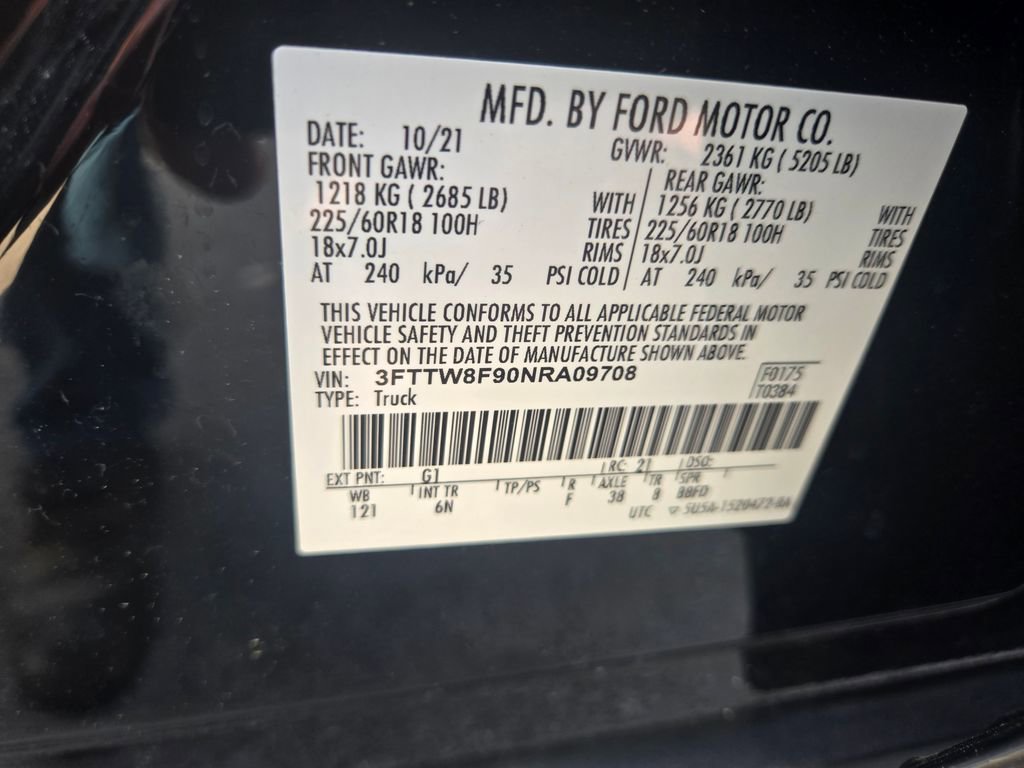 MFD. BY FORD MOTOR CO.
DATE: 10/21 GVWR: 2361 KG ( 5205 LB)
FRONT GAWR: REAR GAWR:
1218 KG ( 2685 LB) WITH 1256 KG ( 2770 LB) WITH
225/60R18 100H TIRES 225/60R18 100H TIRES
18x7.0J RIMS 18x7.0J RIMS
AT 240 kPa/ 35 PSI COLD AT 240 kPa/ 35 PSI COLD
THIS VEHICLE CONFORMS TO ALL APPLICABLE FEDERAL MOTOR
VEHICLE SAFETY AND THEFT PREVENTION STANDARDS IN
EFFECT ON THE DATE OF MANUFACTURE SHOWN ABOVE.
VIN: 3FTTW8F90NRA09708 F0175
TYPE: Truck T0384
EXT PNT: G1 RC: 21 DSO:
WB INT TR TP/PS R AXLE TR SPR
121 6N F 38 8 BBFD
UTC